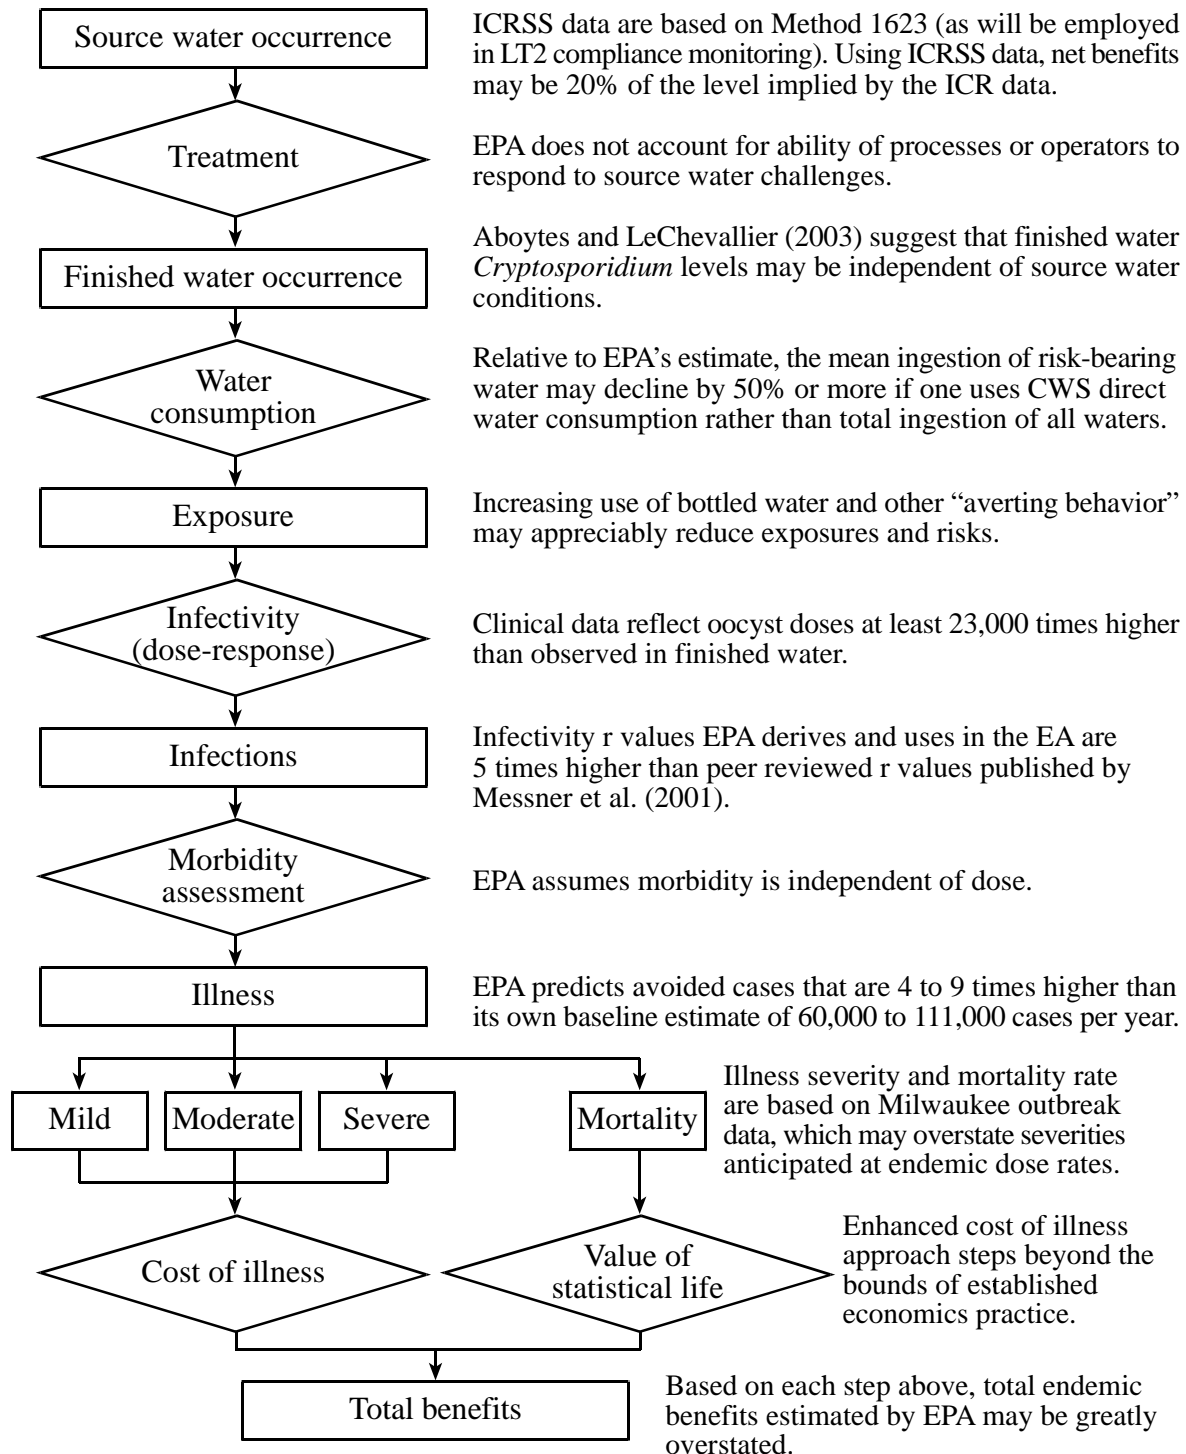 Source water occurrence
ICRSS data are based on Method 1623 (as will be employed
in LT2 compliance monitoring). Using ICRSS data, net benefits
may be 20% of the level implied by the ICR data.
Treatment
EPA does not account for ability of processes or operators to
respond to source water challenges.
Finished water occurrence
Aboytes and LeChevallier (2003) suggest that finished water
Cryptosporidium levels may be independent of source water
conditions.
Water
consumption
Relative to EPA’s estimate, the mean ingestion of risk-bearing
water may decline by 50% or more if one uses CWS direct
water consumption rather than total ingestion of all waters.
Exposure
Increasing use of bottled water and other “averting behavior”
may appreciably reduce exposures and risks.
Infectivity
(dose-response)
Clinical data reflect oocyst doses at least 23,000 times higher
than observed in finished water.
Infections
Infectivity r values EPA derives and uses in the EA are
5 times higher than peer reviewed r values published by
Messner et al. (2001).
Morbidity
assessment
EPA assumes morbidity is independent of dose.
Illness
EPA predicts avoided cases that are 4 to 9 times higher than
its own baseline estimate of 60,000 to 111,000 cases per year.
Mild
Moderate
Severe
Mortality
Illness severity and mortality rate
are based on Milwaukee outbreak
data, which may overstate severities
anticipated at endemic dose rates.
Cost of illness
Value of
statistical life
Enhanced cost of illness
approach steps beyond the
bounds of established
economics practice.
Total benefits
Based on each step above, total endemic
benefits estimated by EPA may be greatly
overstated.